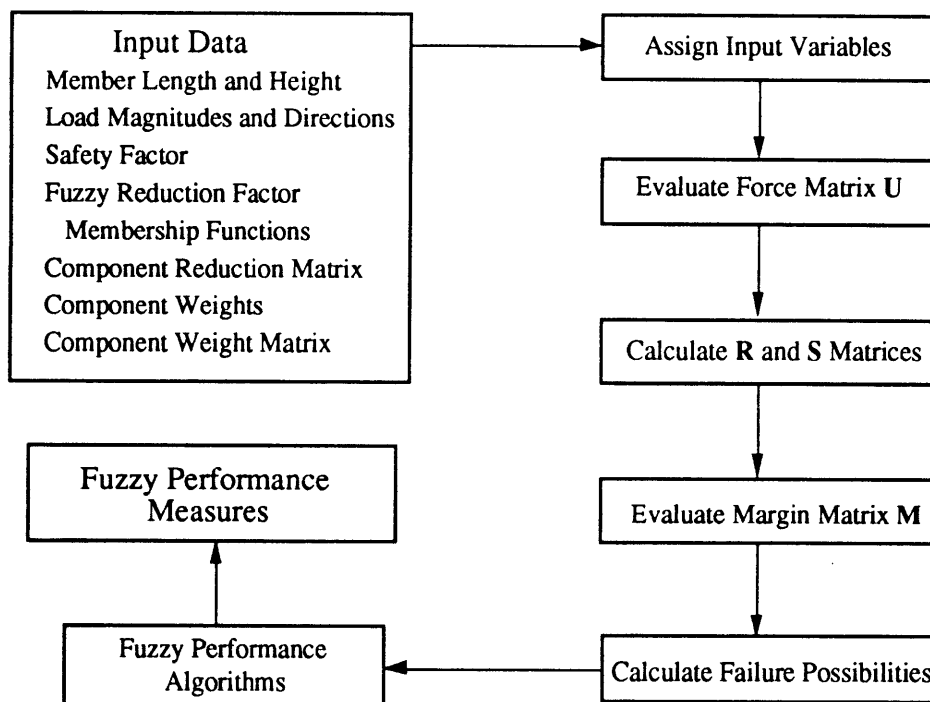 Input Data
Member Length and Height
Load Magnitudes and Directions
Safety Factor
Fuzzy Reduction Factor
Membership Functions
Component Reduction Matrix
Component Weights
Component Weight Matrix
Assign Input Variables
Evaluate Force Matrix U
Calculate R and S Matrices
Evaluate Margin Matrix M
Calculate Failure Possibilities
Fuzzy Performance
Algorithms
Fuzzy Performance
Measures